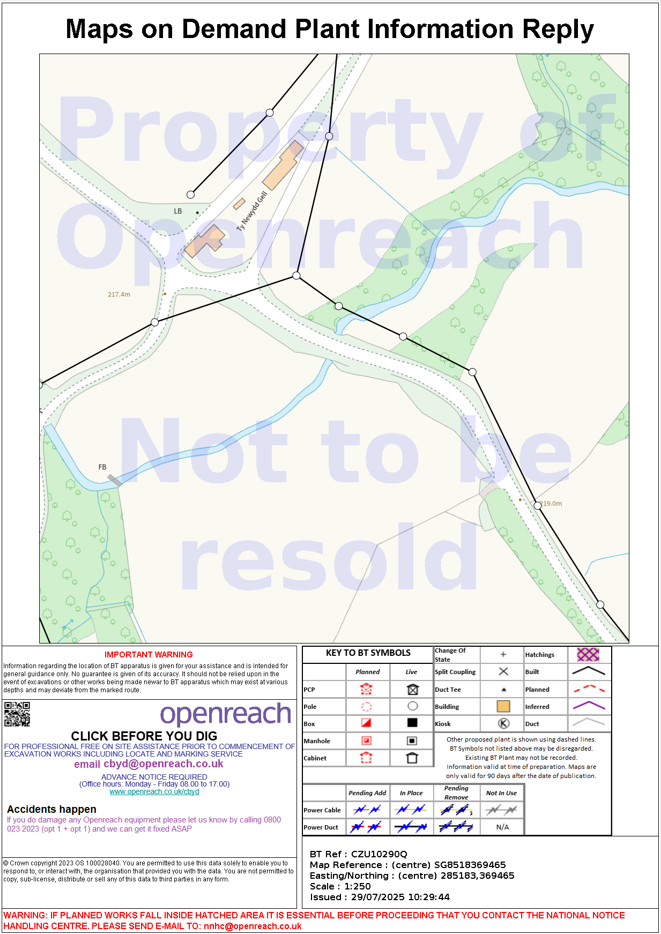 Maps on Demand Plant Information Reply
Property of
Openreach
Not to be
resold
LB
Ty Newydd Gell
217.4m
FB
219.0m
IMPORTANT WARNING
Information regarding the location of BT apparatus is given for your assistance and is intended for
general guidance only. No guarantee is given of its accuracy. It should not be relied upon in the
event of excavations or other works being made near to BT apparatus which may exist at various
depths and may deviate from the marked route.
openreach
CLICK BEFORE YOU DIG
FOR PROFESSIONAL FREE ON SITE ASSISTANCE PRIOR TO COMMENCEMENT OF
EXCAVATION WORKS INCLUDING LOCATE AND MARKING SERVICE
email cbyd@openreach.co.uk
ADVANCE NOTICE REQUIRED
(Office hours: Monday - Friday 08.00 to 17.00)
www.openreach.co.uk/cbyd
Accidents happen
If you do damage any Openreach equipment please let us know by calling 0800
023 2023 (opt 1 + opt 1) and we can get it fixed ASAP
© Crown copyright 2023 OS 100028040. You are permitted to use this data solely to enable you to
respond to, or interact with, the organisation that provided you with the data. You are not permitted to
copy, sub-license, distribute or sell any of this data to third parties in any form.
KEY TO BT SYMBOLS
Planned Live
PCP
Pole
Box
Manhole
Cabinet
Change Of
State
+
Hatchings
Split Coupling
Built
Duct Tee
Planned
Building
Inferred
Kiosk
K
Duct
Other proposed plant is shown using dashed lines.
BT Symbols not listed above may be disregarded.
Existing BT Plant may not be recorded.
Information valid at time of preparation. Maps are
only valid for 90 days after the date of publication.
Pending Add In Place Pending
Remove Not In Use
Power Cable
Power Duct N/A
BT Ref : CZU10290Q
Map Reference : (centre) SG8518369465
Easting/Northing : (centre) 285183,369465
Scale : 1:250
Issued : 29/07/2025 10:29:44
WARNING: IF PLANNED WORKS FALL INSIDE HATCHED AREA IT IS ESSENTIAL BEFORE PROCEEDING THAT YOU CONTACT THE NATIONAL NOTICE
HANDLING CENTRE. PLEASE SEND E-MAIL TO: nnhc@openreach.co.uk